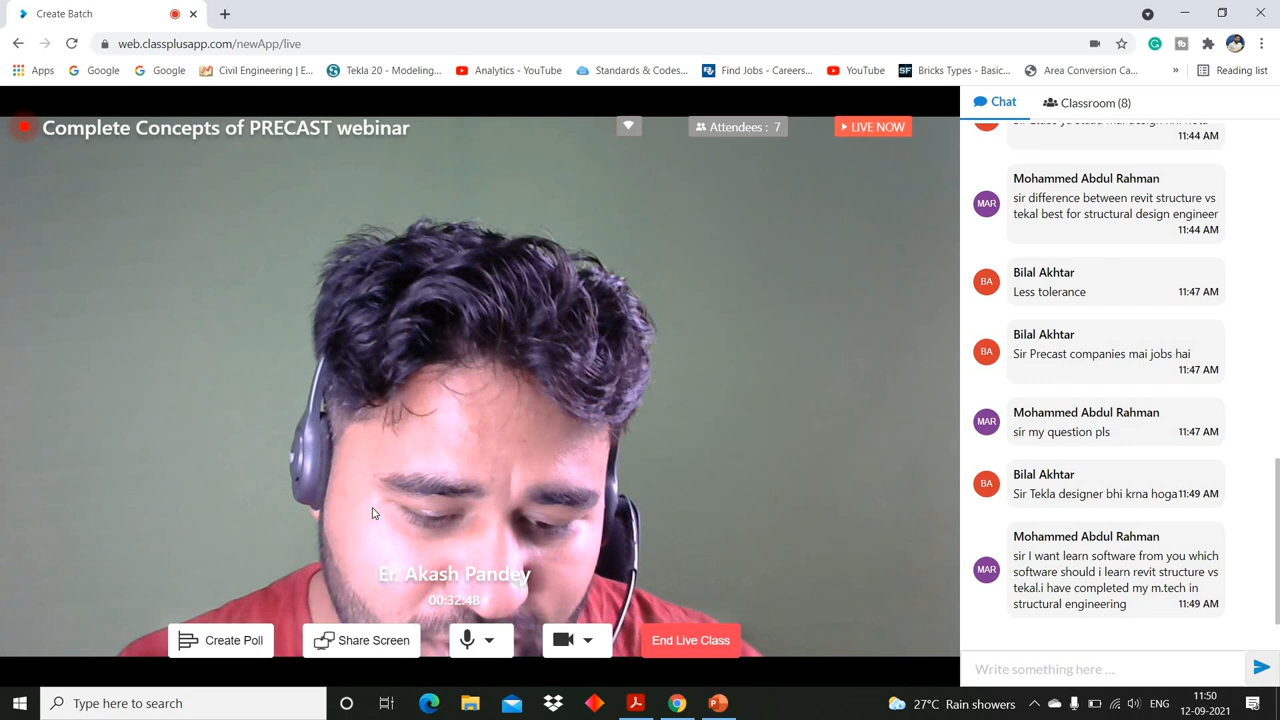 Create Batch
web.classplusapp.com/newApp/live
Apps
Google
Google
Civil Engineering | E...
Tekla 20 - Modeling...
Analytics - YouTube
Standards & Codes...
Find Jobs - Careers...
YouTube
Bricks Types - Basic...
Area Conversion Ca...
»
Reading list
Complete Concepts of PRECAST webinar
Attendees : 7
LIVE NOW
Er. Akash Pandey
00:32:48
Create Poll
Share Screen
End Live Class
Chat
Classroom (8)
11:44 AM
MAR
Mohammed Abdul Rahman
sir difference between revit structure vs
tekal best for structural design engineer
11:44 AM
BA
Bilal Akhtar
Less tolerance 11:47 AM
BA
Bilal Akhtar
Sir Precast companies mai jobs hai
11:47 AM
MAR
Mohammed Abdul Rahman
sir my question pls 11:47 AM
BA
Bilal Akhtar
Sir Tekla designer bhi krna hoga 11:49 AM
MAR
Mohammed Abdul Rahman
sir I want learn software from you which
software should i learn revit structure vs
tekal.i have completed my m.tech in
structural engineering 11:49 AM
Write something here ...
Type here to search
27°C Rain showers
ENG
11:50
12-09-2021